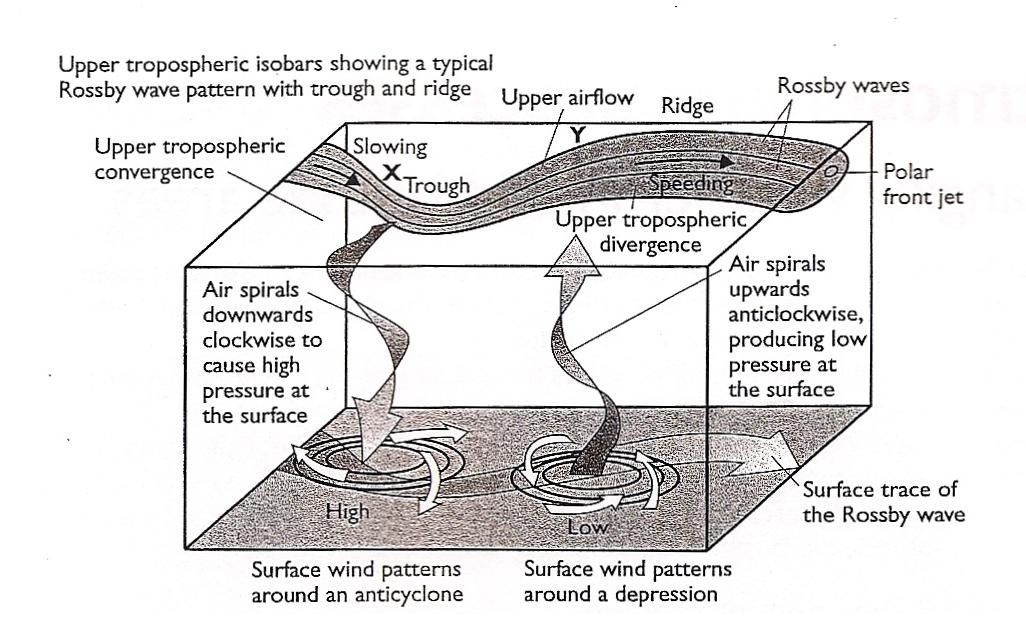 Upper tropospheric isobars showing a typical
Rossby wave pattern with trough and ridge
Upper airflow
Ridge
Rossby waves
Upper tropospheric
convergence
Slowing
X
Trough
Y
Speeding
Polar
front jet
Upper tropospheric
divergence
Air spirals
downwards
clockwise to
cause high
pressure at
the surface
Air spirals
upwards
anticlockwise,
producing low
pressure at
the surface
High
Low
Surface trace of
the Rossby wave
Surface wind patterns
around an anticyclone
Surface wind patterns
around a depression